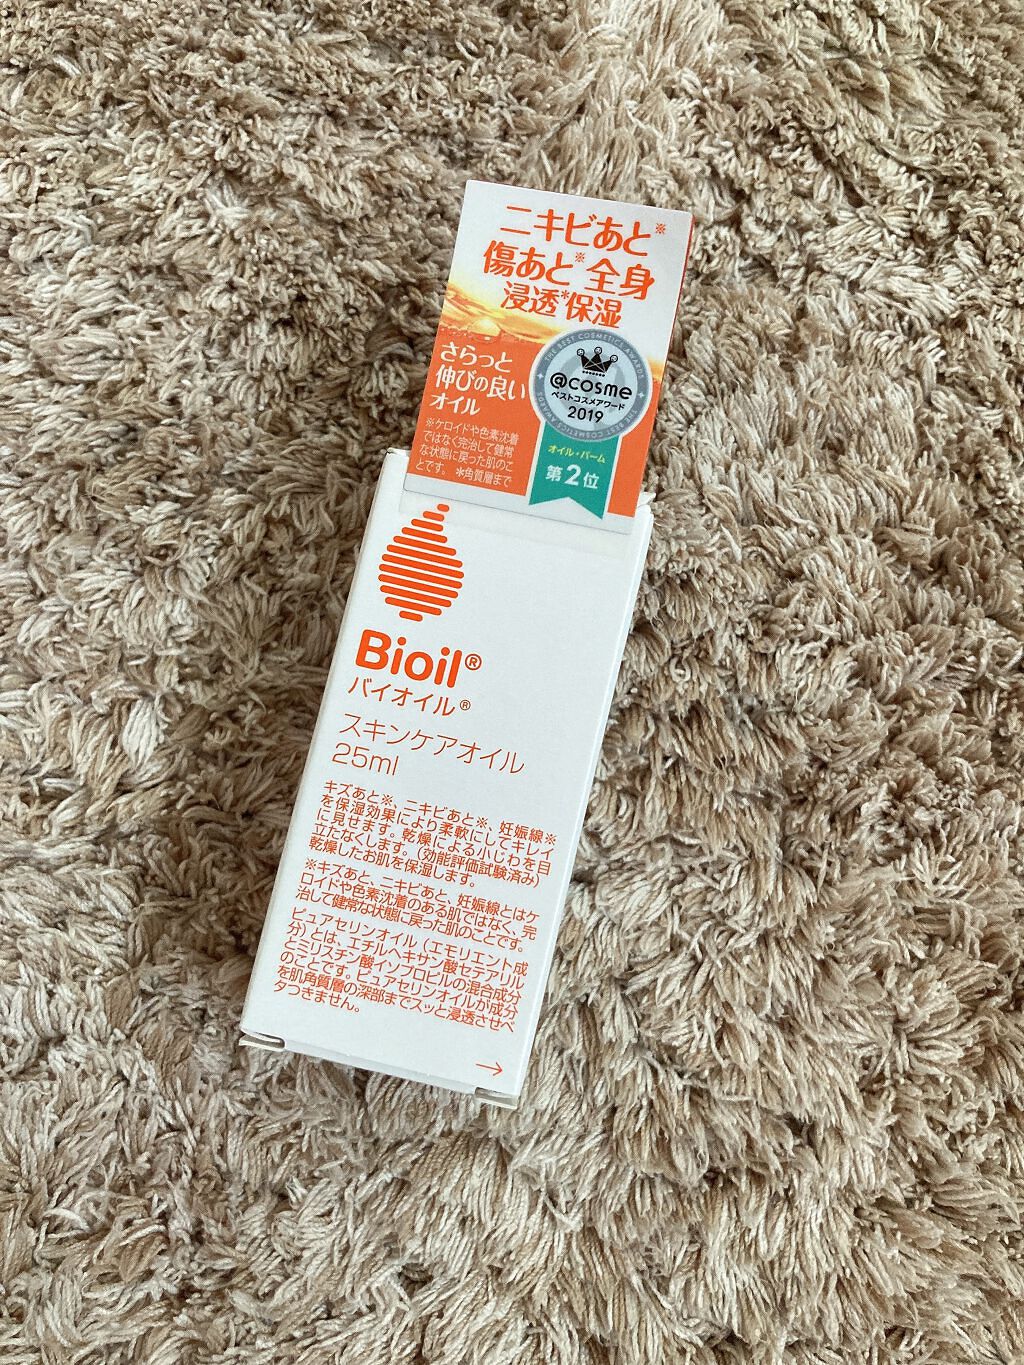 ニキビあと※
傷あと※全身
浸透*保湿
さらっと
伸びの良い
オイル
※ケロイドや色素沈着
ではなく完治して健常
な状態に戻った肌のこ
とです。 *角質層まで
THE BEST COSMETICS AWARDS
@cosme
ベストコスメアワード
2019
THE BEST COSMETICS AWARDS
オイル・バーム
第2位
Bioil®
バイオイル®
スキンケアオイル
25ml
キズあと※、ニキビあと※、妊娠線※
を保湿効果により柔軟にしてキレイ
に見せます。乾燥による小じわを目
立たなくします。(効能評価試験済み)
乾燥したお肌を保湿します。
※キズあと、ニキビあと、妊娠線とはケ
ロイドや色素沈着のある肌ではなく、完
治して健常な状態に戻った肌のことです。
ピュアセリンオイル(エモリエント成
分)とは、エチルヘキサン酸セテアリル
とミリスチン酸イソプロピルの混合成分
のことです。ピュアセリンオイルが成分
を肌角質層の深部までスッと浸透させベ
タつきません。
→